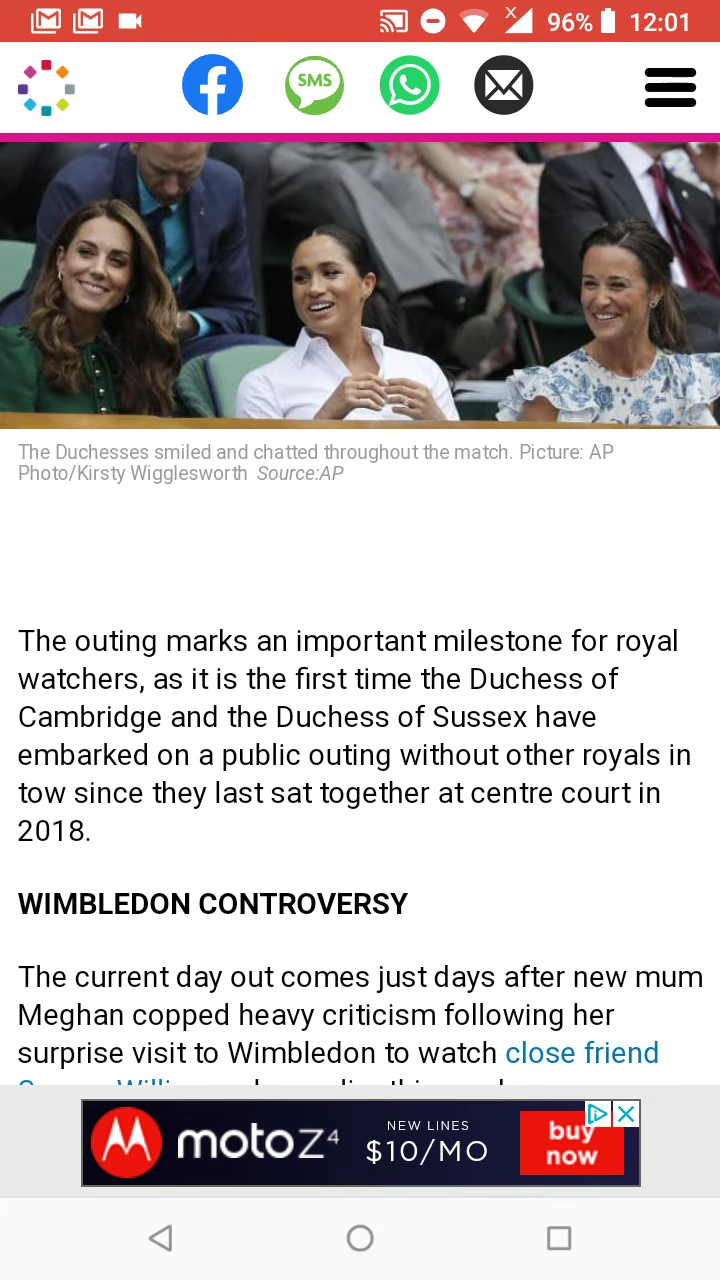 96% 12:01
SMS
The Duchesses smiled and chatted throughout the match. Picture: AP
Photo/Kirsty Wigglesworth Source:AP
The outing marks an important milestone for royal
watchers, as it is the first time the Duchess of
Cambridge and the Duchess of Sussex have
embarked on a public outing without other royals in
tow since they last sat together at centre court in
2018.
WIMBLEDON CONTROVERSY
The current day out comes just days after new mum
Meghan copped heavy criticism following her
surprise visit to Wimbledon to watch close friend
moto z4
NEW LINES
$10/MO
buy
now